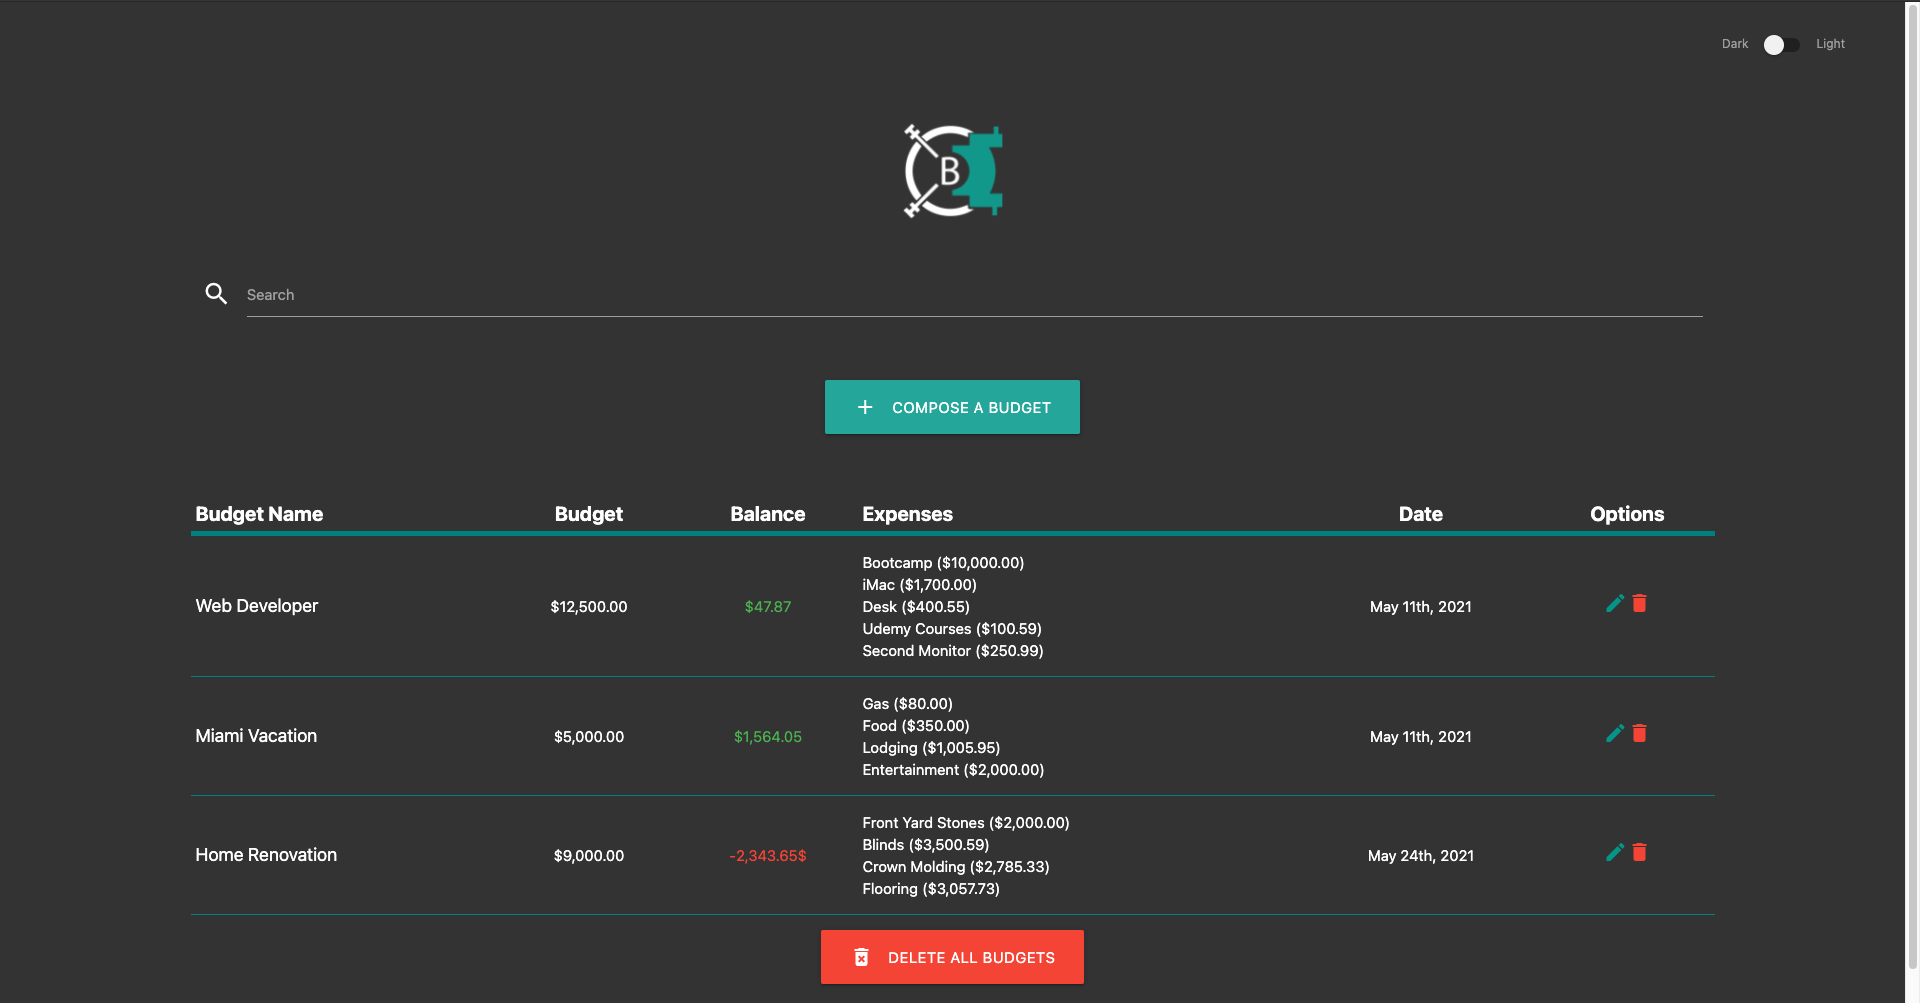 Dark Light
B
Search
+ COMPOSE A BUDGET
Budget Name Budget Balance Expenses Date Options
Web Developer $12,500.00 $47.87 Bootcamp ($10,000.00)
iMac ($1,700.00)
Desk ($400.55)
Udemy Courses ($100.59)
Second Monitor ($250.99)
May 11th, 2021
Miami Vacation $5,000.00 $1,564.05 Gas ($80.00)
Food ($350.00)
Lodging ($1,005.95)
Entertainment ($2,000.00)
May 11th, 2021
Home Renovation $9,000.00 -2,343.65$ Front Yard Stones ($2,000.00)
Blinds ($3,500.59)
Crown Molding ($2,785.33)
Flooring ($3,057.73)
May 24th, 2021
DELETE ALL BUDGETS